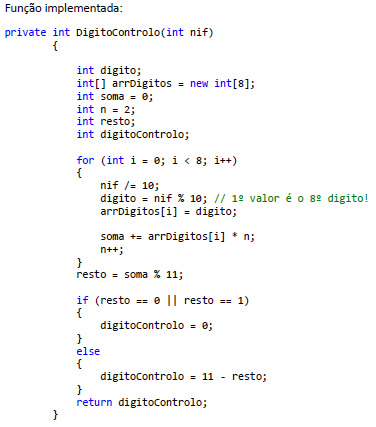 Função implementada:
private int DigitoControlo(int nif)
{
int digito;
int[] arrDigitos = new int[8];
int soma = 0;
int n = 2;
int resto;
int digitoControlo;
for (int i = 0; i < 8; i++)
{
nif /= 10;
digito = nif % 10; // 1º valor é o 8º digito!
arrDigitos[i] = digito;
soma += arrDigitos[i] * n;
n++;
}
resto = soma % 11;
if (resto == 0 || resto == 1)
{
digitoControlo = 0;
}
else
{
digitoControlo = 11 - resto;
}
return digitoControlo;
}